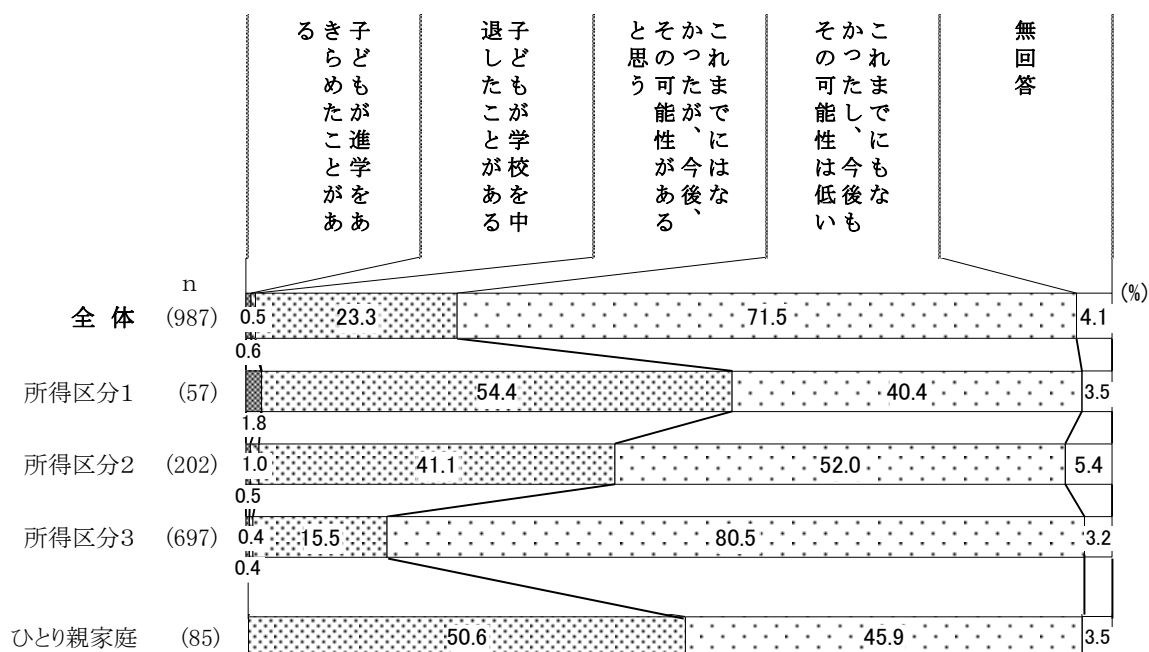 子どもが進学をあ
きらめたことがあ
る
子どもが学校を中
退したことがある
これまでにはな
かったが、今後、
その可能性がある
と思う
これまでにもな
かったし、今後も
その可能性は低い
無回答
n
(%)
全 体 (987) 0.5 23.3 71.5 4.1
0.6
所得区分1 (57) 54.4 40.4 3.5
1.8
所得区分2 (202) 1.0 41.1 52.0 5.4
0.5
所得区分3 (697) 0.4 15.5 80.5 3.2
0.4
ひとり親家庭 (85) 50.6 45.9 3.5